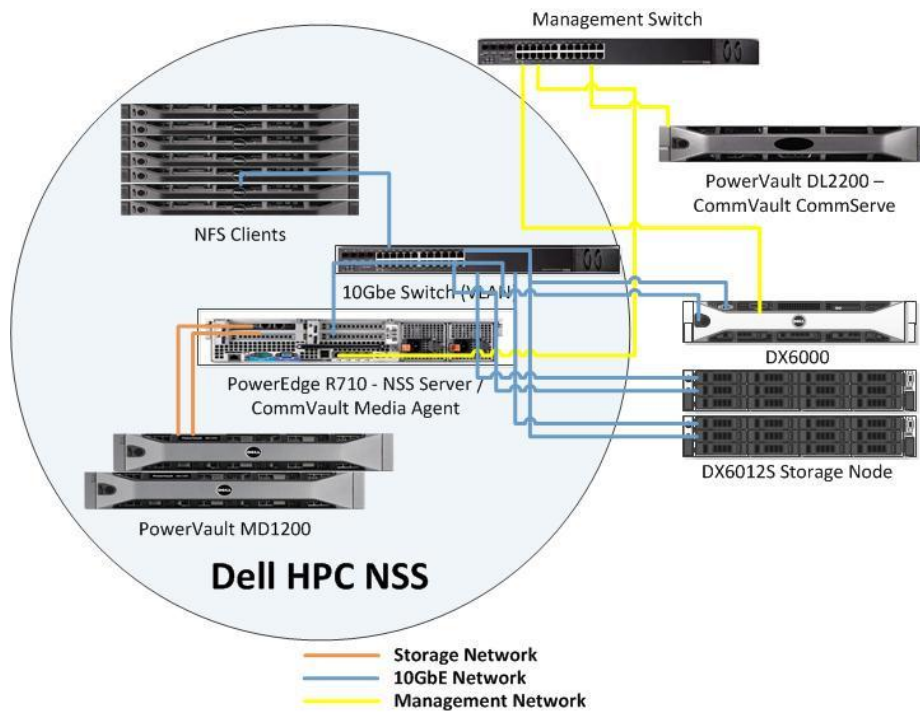 Management Switch
PowerVault DL2200 –
CommVault CommServe
NFS Clients
10Gbe Switch (VLAN
DX6000
PowerEdge R710 - NSS Server /
CommVault Media Agent
DX6012S Storage Node
PowerVault MD1200
Dell HPC NSS
Storage Network
10GbE Network
Management Network